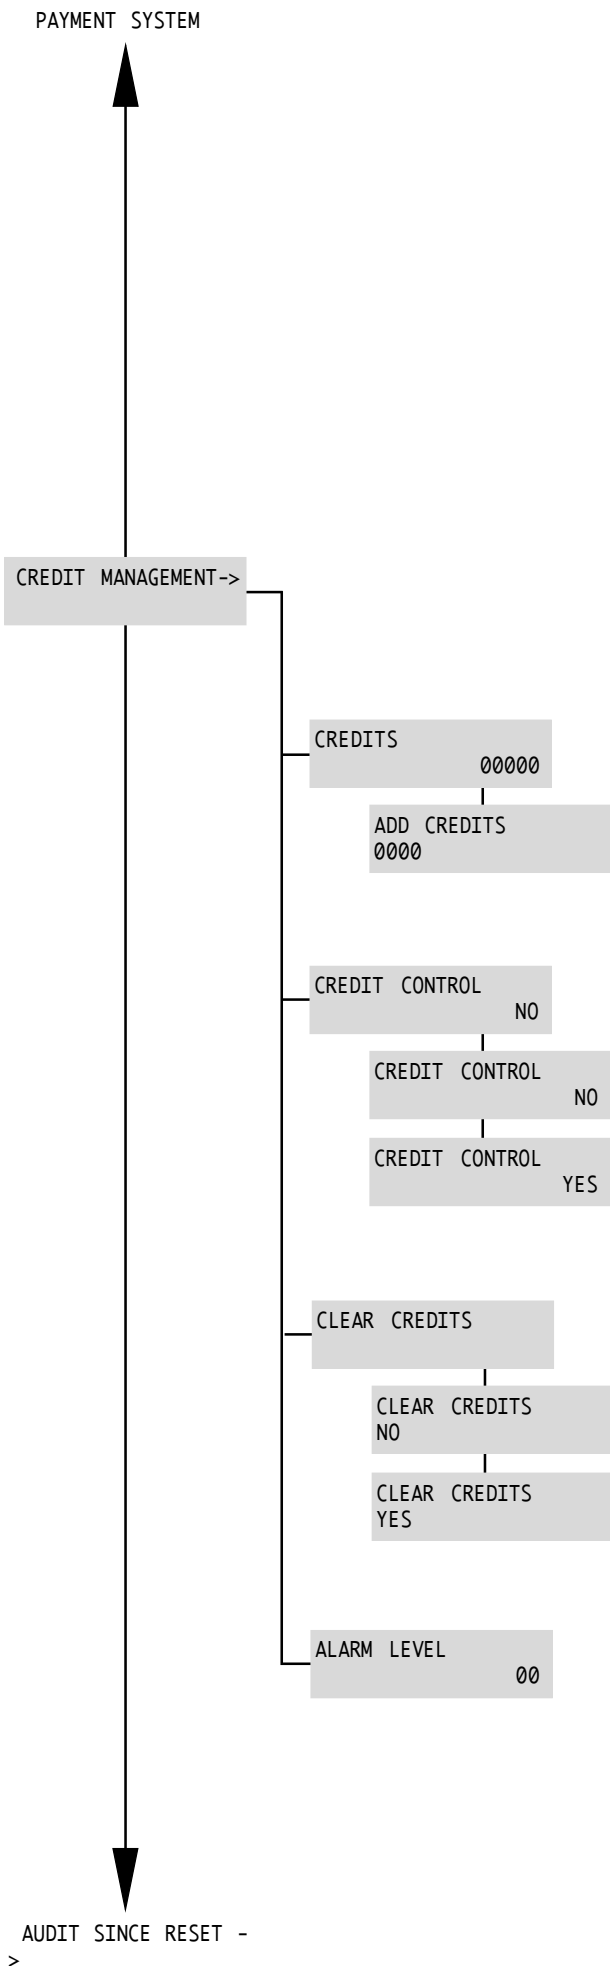 PAYMENT SYSTEM
CREDIT MANAGEMENT->
CREDITS
00000
ADD CREDITS
0000
CREDIT CONTROL
NO
CREDIT CONTROL
NO
CREDIT CONTROL
YES
CLEAR CREDITS
CLEAR CREDITS
NO
CLEAR CREDITS
YES
ALARM LEVEL
00
AUDIT SINCE RESET -
>